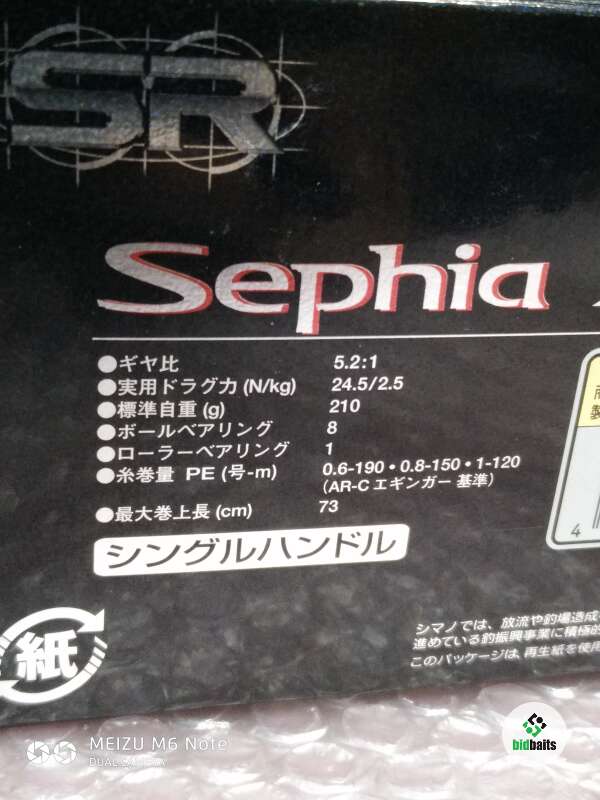 SR
Sephia
●ギヤ比 5.2:1
●実用ドラグ力 (N/kg) 24.5/2.5
●標準自重 (g) 210
●ボールベアリング 8
●ローラーベアリング 1
●糸巻量 PE (号-m) 0.6-190・0.8-150・1-120
(AR-C エギンガー 基準)
●最大巻上長 (cm) 73
シングルハンドル
4
紙
シマノでは、放流や釣場造成
進めている釣振興事業に積極的
このパッケージは、再生紙を使用
bidbaits
MEIZU M6 Note
DUAL CAMERA